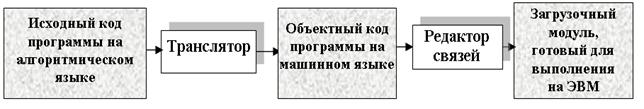 Исходный код
программы на
алгоритмическом
языке
Транслятор
Объектный код
программы на
машинном языке
Редактор
связей
Загрузочный
модуль,
готовый для
выполнения
на ЭВМ